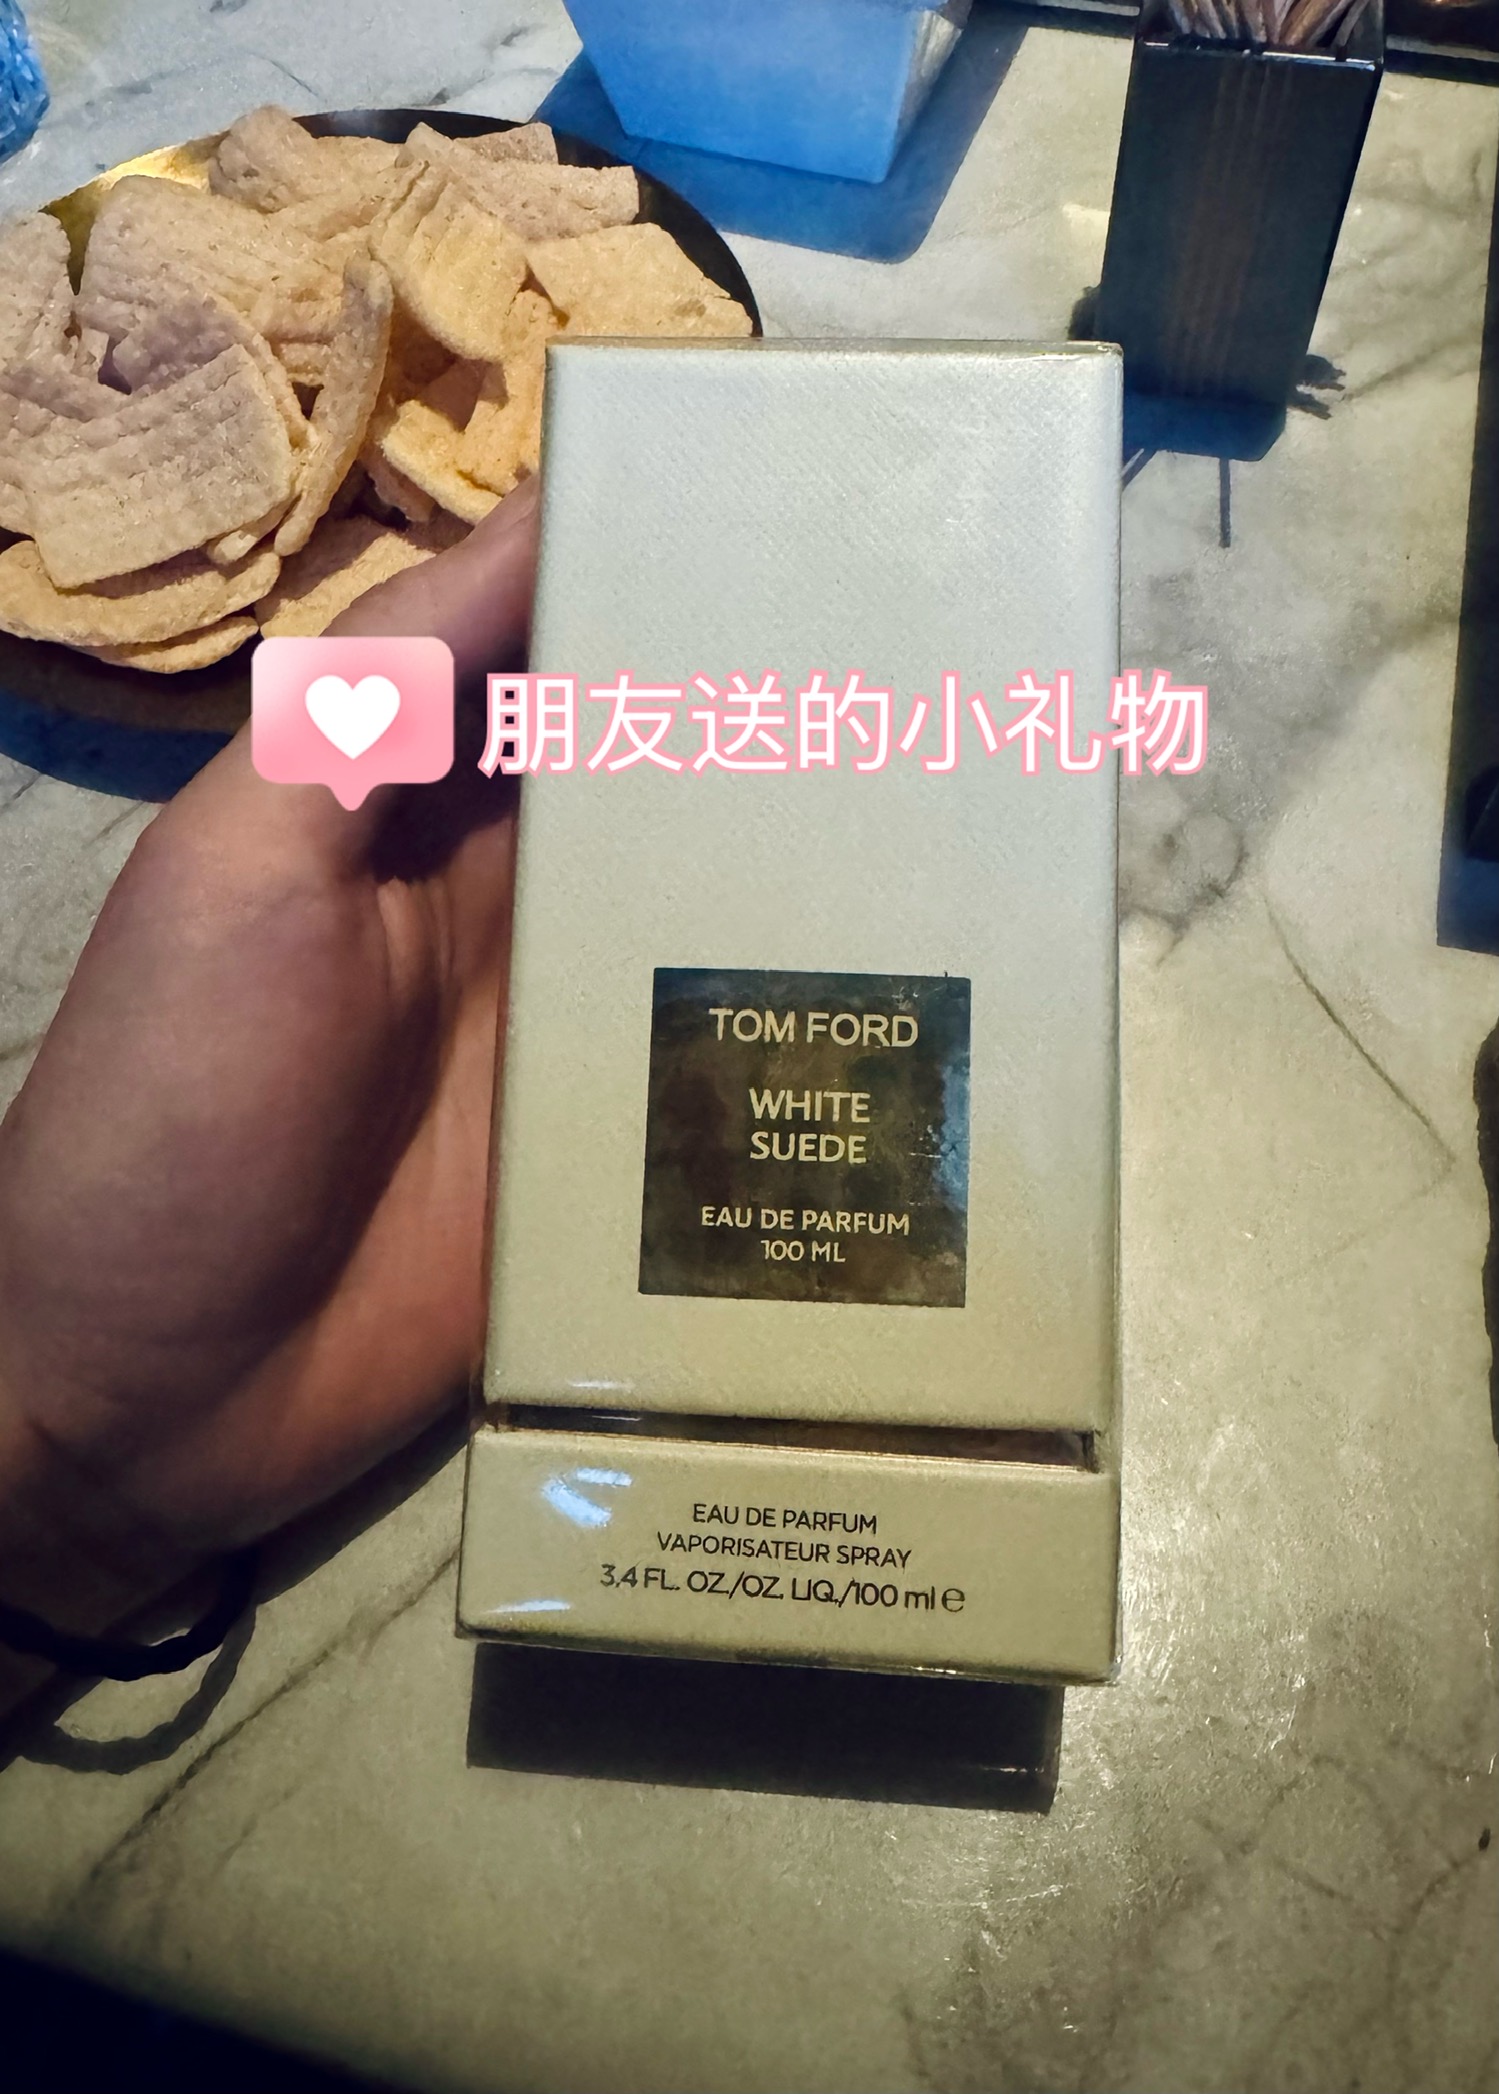 朋友送的小礼物
TOM FORD
WHITE
SUEDE
EAU DE PARFUM
100 ML
EAU DE PARFUM
VAPORISATEUR SPRAY
3,4 FL. OZ./OZ. LIQ./100 ml e